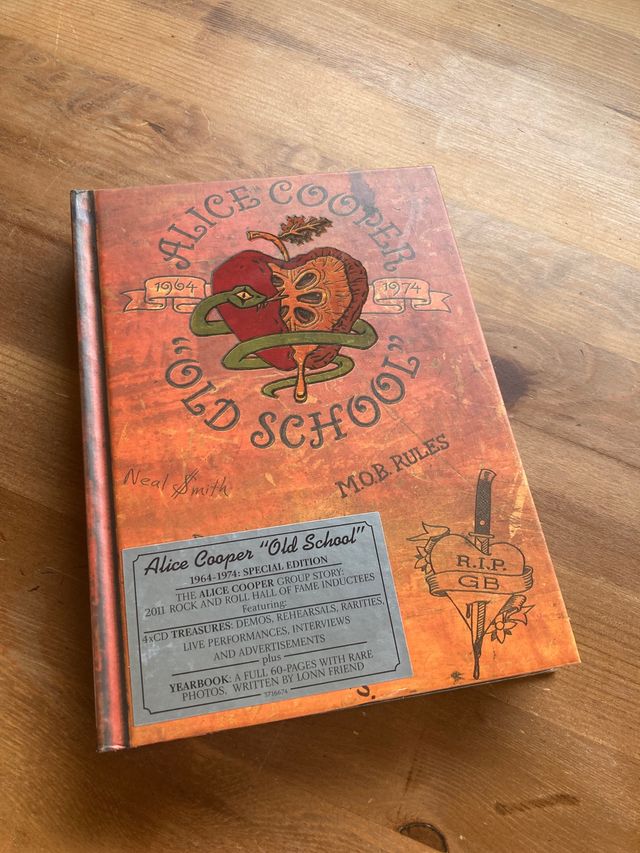 ALICE COOPER
1964 1974
"OLD SCHOOL"
Neal $mith
M.O.B. RULES
R.I.P.
GB
Alice Cooper "Old School"
1964-1974: SPECIAL EDITION
THE ALICE COOPER GROUP STORY:
2011 ROCK AND ROLL HALL OF FAME INDUCTEES
Featuring:
4xCD TREASURES: DEMOS, REHEARSALS, RARITIES,
LIVE PERFORMANCES, INTERVIEWS
AND ADVERTISEMENTS
plus
YEARBOOK: A FULL 60-PAGES WITH RARE
PHOTOS, WRITTEN BY LONN FRIEND
5716674